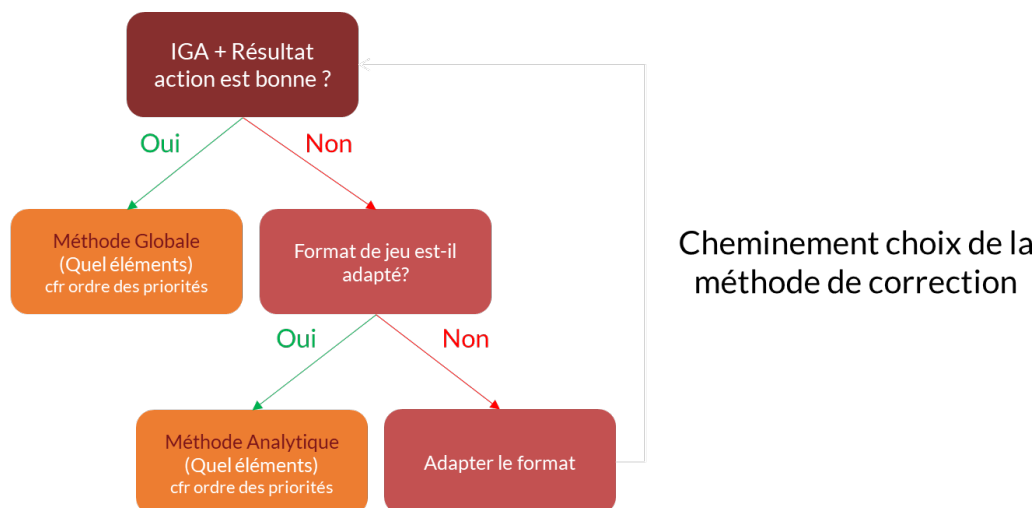 IGA + Résultat
action est bonne ?
Oui
Non
Méthode Globale
(Quel éléments)
cfr ordre des priorités
Format de jeu est-il
adapté?
Cheminement choix de la
méthode de correction
Oui
Non
Méthode Analytique
(Quel éléments)
cfr ordre des priorités
Adapter le format